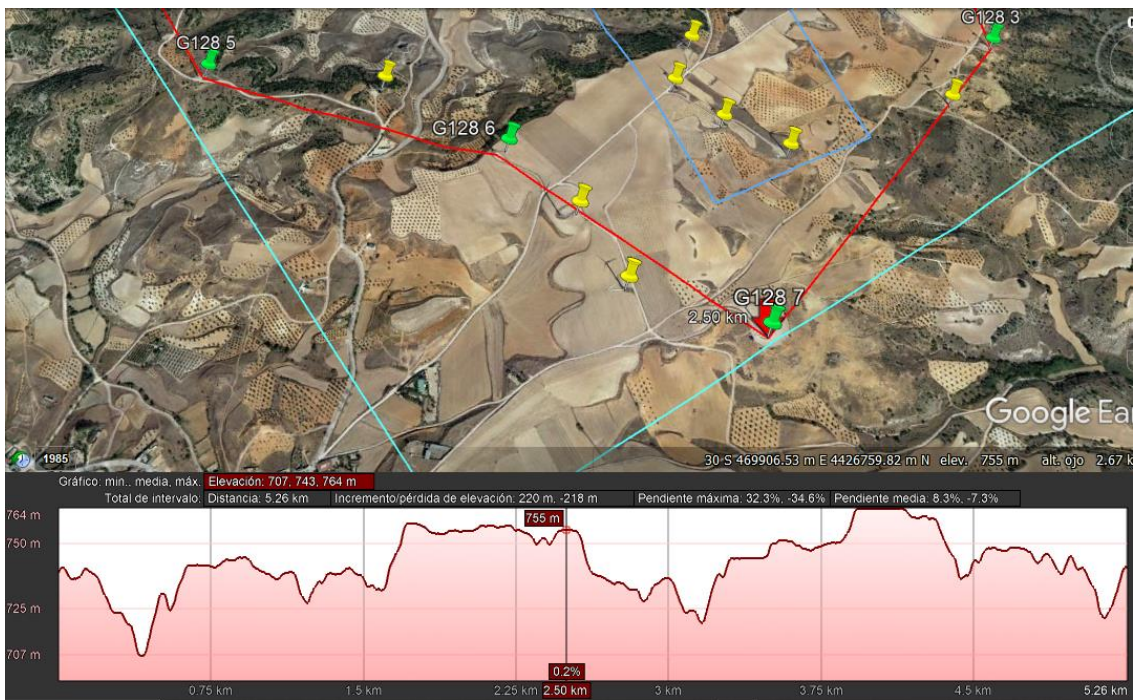 G128 5
G128 3
G128 6
G128 7
2.50 km
Google Ear
1985
30 S 469906.53 m E 4426759.82 m N elev. 755 m alt. ojo 2.67 k
Gráfico: min., media, máx. Elevación: 707, 743, 764 m
Total de intervalo: Distancia: 5.26 km Incremento/pérdida de elevación: 220 m, -218 m Pendiente máxima: 32.3%, -34.6% Pendiente media: 8.3%, -7.3%
764 m
755 m
750 m
725 m
707 m
0.2%
0.75 km 1.5 km 2.25 km 2.50 km 3 km 3.75 km 4.5 km 5.26 km